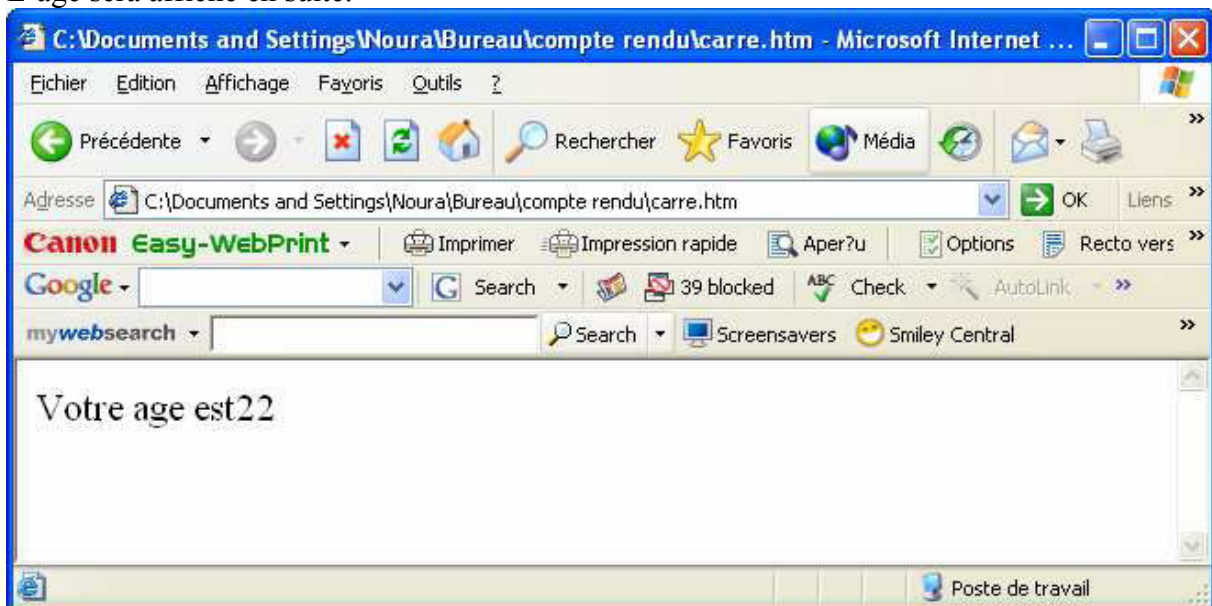 L'age sera affiché en suite.
C:\Documents and Settings\Noura\Bureau\compte rendu\carre.htm - Microsoft Internet ...
Fichier Edition Affichage Favoris Outils ?
Précédente Rechercher Favoris Média »
Adresse C:\Documents and Settings\Noura\Bureau\compte rendu\carre.htm OK Liens »
Canon Easy-WebPrint Imprimer Impression rapide Aper?u Options Recto vers »
Google G Search 39 blocked ABC Check AutoLink »
mywebsearch Search Screensavers Smiley Central »
Votre age est22
Poste de travail